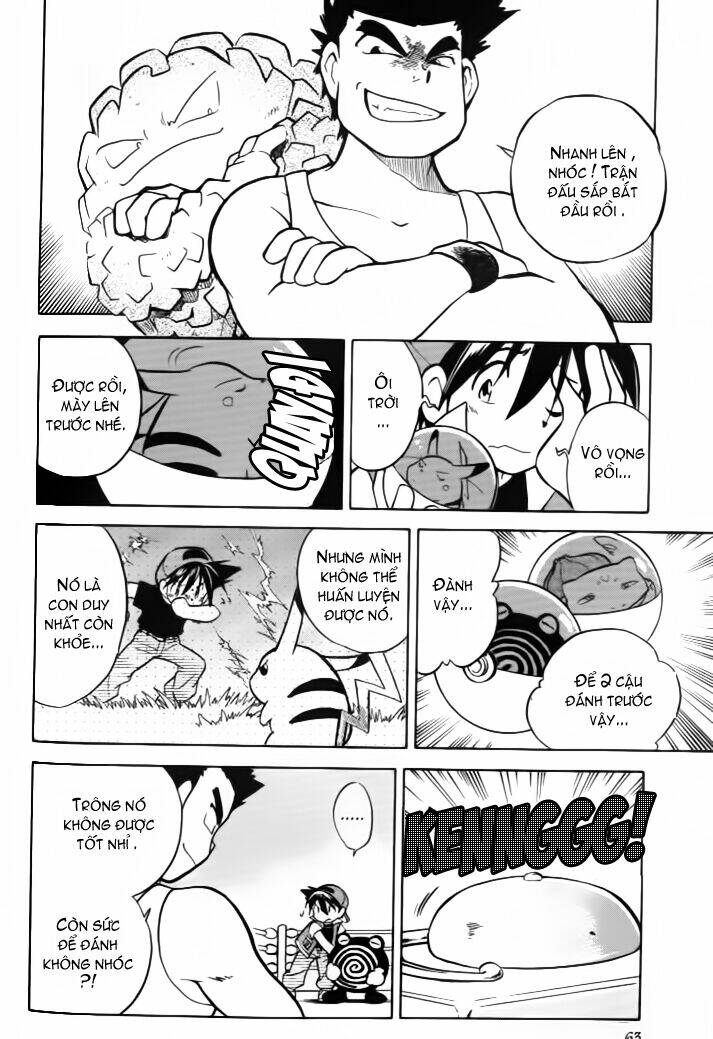 NHANH LÊN ,
NHÓC ! TRẬN
ĐẤU SẮP BẮT
ĐẦU RỒI .
ÔI
TRỜI
...
VÔ VỌNG
RỒI...
ĐƯỢC RỒI,
MÀY LÊN
TRƯỚC NHÉ.
ĐÀNH
VẬY...
ĐỂ 2 CẬU
ĐÁNH TRƯỚC
VẬY...
NHƯNG MÌNH
KHÔNG THỂ
HUẤN LUYỆN
ĐƯỢC NÓ.
NÓ LÀ
CON DUY
NHẤT CÒN
KHỎE...
KENNGGG!
.....
TRÔNG NÓ
KHÔNG ĐƯỢC
TỐT NHỈ .
CÒN SỨC
ĐỂ ĐÁNH
KHÔNG NHÓC
?!
63